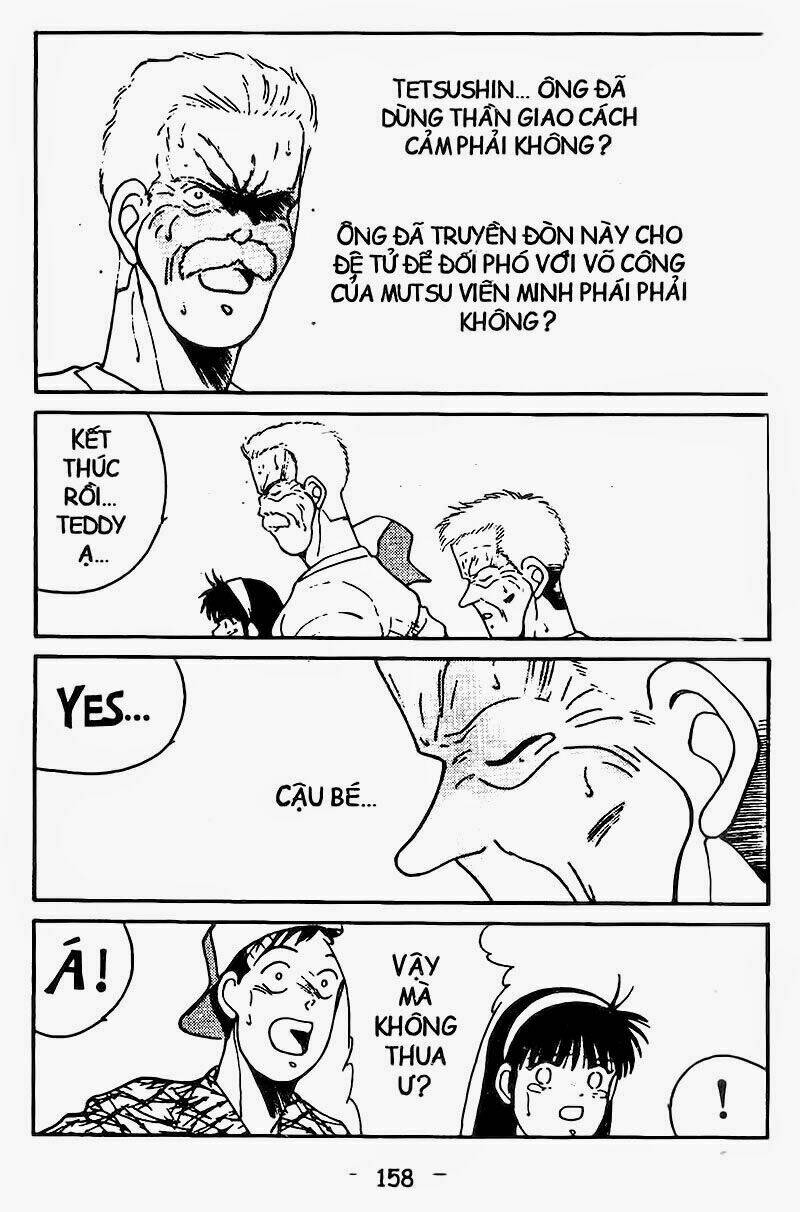 TETSUSHIN... ÔNG ĐÃ
DÙNG THẦN GIAO CÁCH
CẢM PHẢI KHÔNG?
ÔNG ĐÃ TRUYỀN ĐÒN NÀY CHO
ĐỆ TỬ ĐỂ ĐỐI PHÓ VỚI VÕ CÔNG
CỦA MUTSU VIÊN MINH PHÁI PHẢI
KHÔNG?
KẾT
THÚC
RỒI...
TEDDY
Ạ...
YES...
CẬU BÉ...
Á!
VẬY
MÀ
KHÔNG
THUA
Ư?
!
- 158 -